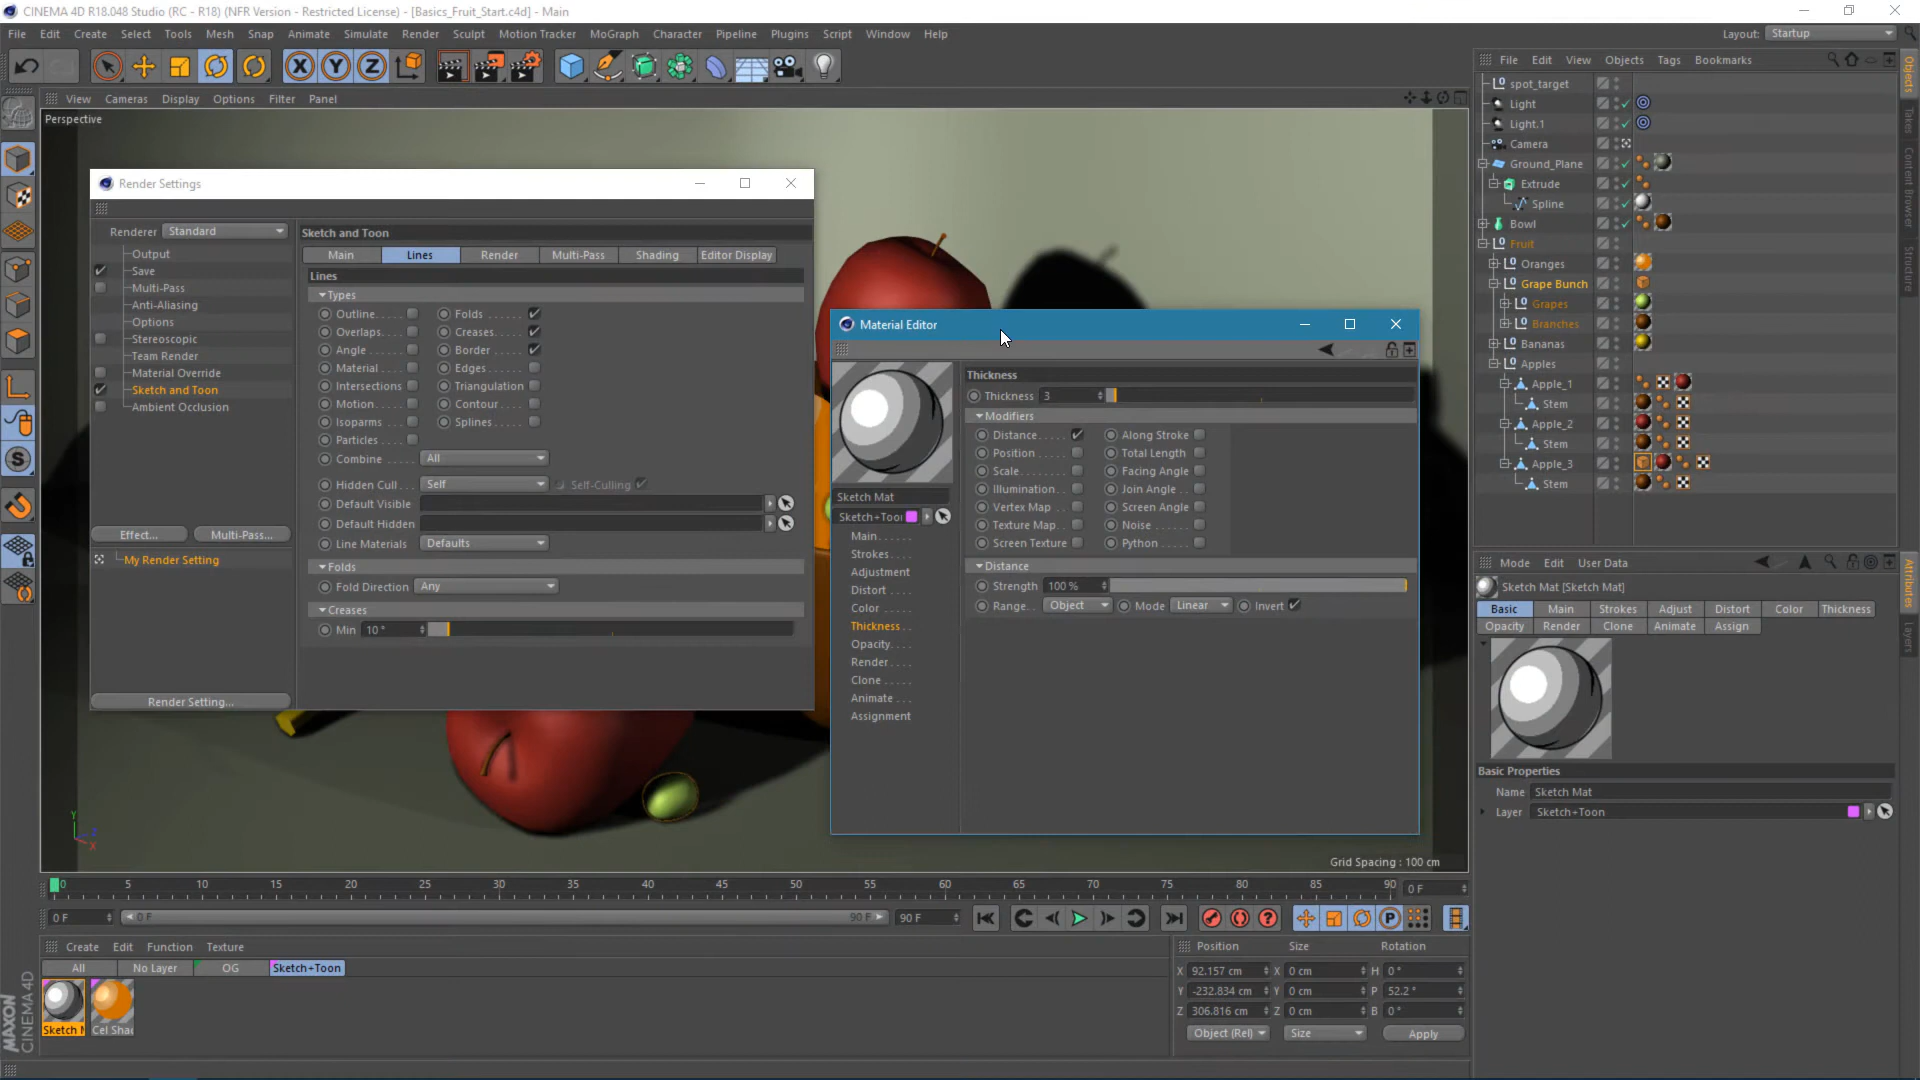 CINEMA 4D R18.048 Studio (RC - R18) (NFR Version - Restricted License) - [Basics_Fruit_Start.c4d] - Main
File Edit Create Select Tools Mesh Snap Animate Simulate Render Sculpt Motion Tracker MoGraph Character Pipeline Plugins Script Window Help
Layout: Startup
View Cameras Display Options Filter Panel
Perspective
Render Settings
Renderer Standard
Output
Save
Multi-Pass
Anti-Aliasing
Options
Stereoscopic
Team Render
Material Override
Sketch and Toon
Ambient Occlusion
Effect... Multi-Pass...
My Render Setting
Render Setting...
Sketch and Toon
Main Lines Render Multi-Pass Shading Editor Display
Lines
Types
Outline..... Folds ......
Overlaps.... Creases....
Angle ...... Border .....
Material .... Edges......
Intersections Triangulation
Motion..... Contour....
Isoparms... Splines.....
Particles ....
Combine ..... All
Hidden Cull... Self Self-Culling
Default Visible
Default Hidden
Line Materials Defaults
Folds
Fold Direction Any
Creases
Min 10 °
Material Editor
Sketch Mat
Sketch+Toon
Main......
Strokes....
Adjustment
Distort ....
Color .....
Thickness..
Opacity....
Render....
Clone .....
Animate ...
Assignment
Thickness
Thickness 3
Modifiers
Distance..... Along Stroke
Position..... Total Length
Scale........ Facing Angle
Illumination.. Join Angle ..
Vertex Map .. Screen Angle
Texture Map.. Noise ......
Screen Texture Python .....
Distance
Strength 100 %
Range.. Object Mode Linear Invert
Grid Spacing : 100 cm
Y
X
0 5 10 15 20 25 30 35 40 45 50 55 60 65 70 75 80 85 90 0 F
0 F 0 F 90 F 90 F
Create Edit Function Texture
All No Layer OG Sketch+Toon
Sketch M Cel Shad
MAXON
CINEMA 4D
Position Size Rotation
X 92.157 cm X 0 cm H 0 °
Y -232.834 cm Y 0 cm P 52.2 °
Z 306.816 cm Z 0 cm B 0 °
Object (Rel) Size Apply
File Edit View Objects Tags Bookmarks
spot_target
Light
Light.1
Camera
Ground_Plane
Extrude
Spline
Bowl
Fruit
Oranges
Grape Bunch
Grapes
Branches
Bananas
Apples
Apple_1
Stem
Apple_2
Stem
Apple_3
Stem
Mode Edit User Data
Sketch Mat [Sketch Mat]
Basic Main Strokes Adjust Distort Color Thickness
Opacity Render Clone Animate Assign
Basic Properties
Name Sketch Mat
Layer Sketch+Toon
Objects
Takes
Content Browser
Structure
Attributes
Layers